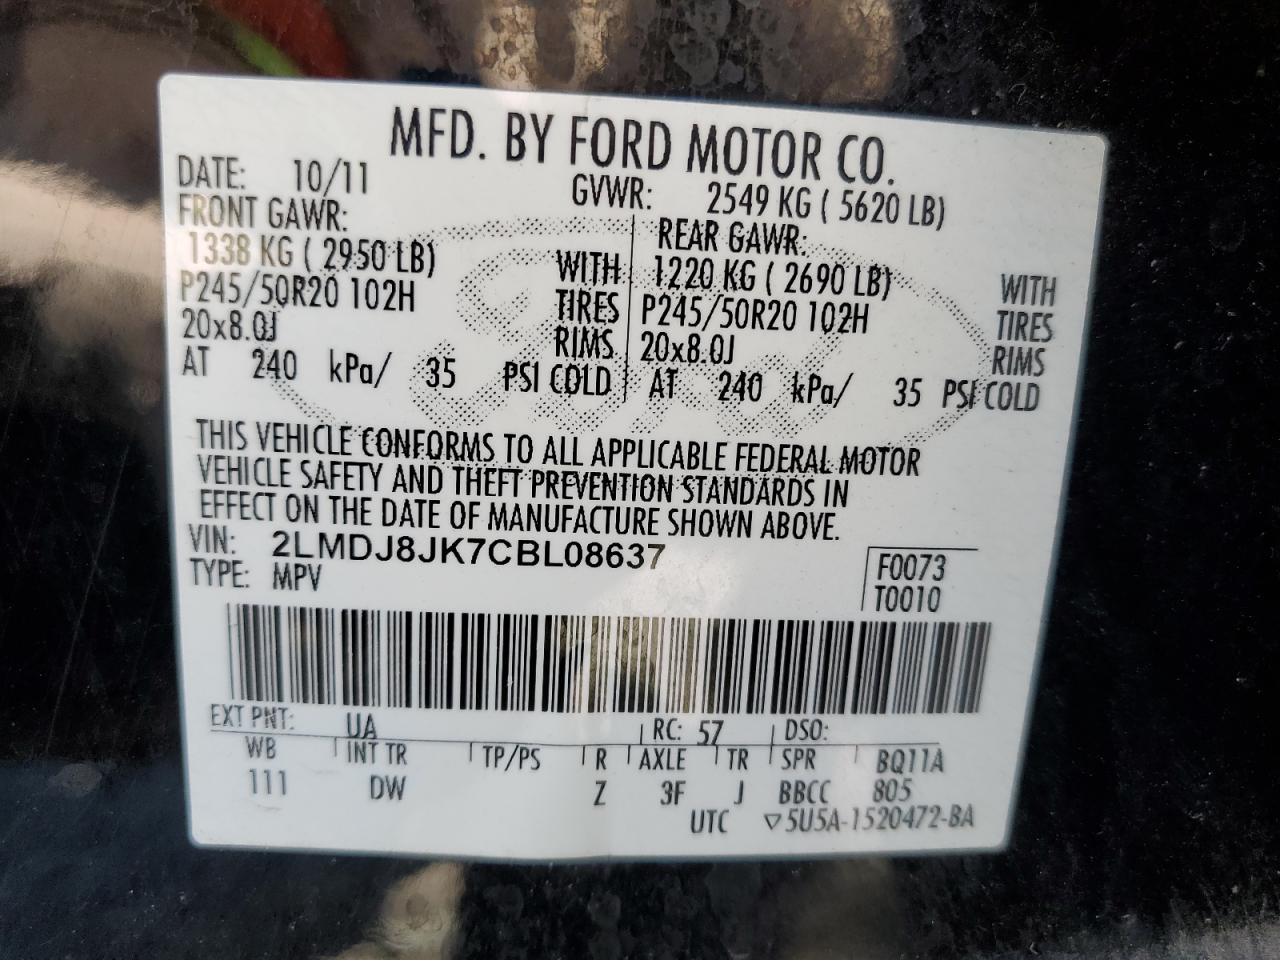 MFD. BY FORD MOTOR CO.
DATE: 10/11 GVWR: 2549 KG ( 5620 LB)
FRONT GAWR: REAR GAWR:
1338 KG ( 2950 LB) WITH 1220 KG ( 2690 LB) WITH
P245/50R20 102H TIRES P245/50R20 102H TIRES
20x8.0J RIMS 20x8.0J RIMS
AT 240 kPa/ 35 PSI COLD AT 240 kPa/ 35 PSI COLD
THIS VEHICLE CONFORMS TO ALL APPLICABLE FEDERAL MOTOR
VEHICLE SAFETY AND THEFT PREVENTION STANDARDS IN
EFFECT ON THE DATE OF MANUFACTURE SHOWN ABOVE.
VIN: 2LMDJ8JK7CBL08637 F0073
TYPE: MPV T0010
EXT PNT: UA RC: 57 DSO:
WB INT TR TP/PS R AXLE TR SPR BQ11A
111 DW Z 3F J BBCC 805
UTC ▽5U5A-1520472-BA